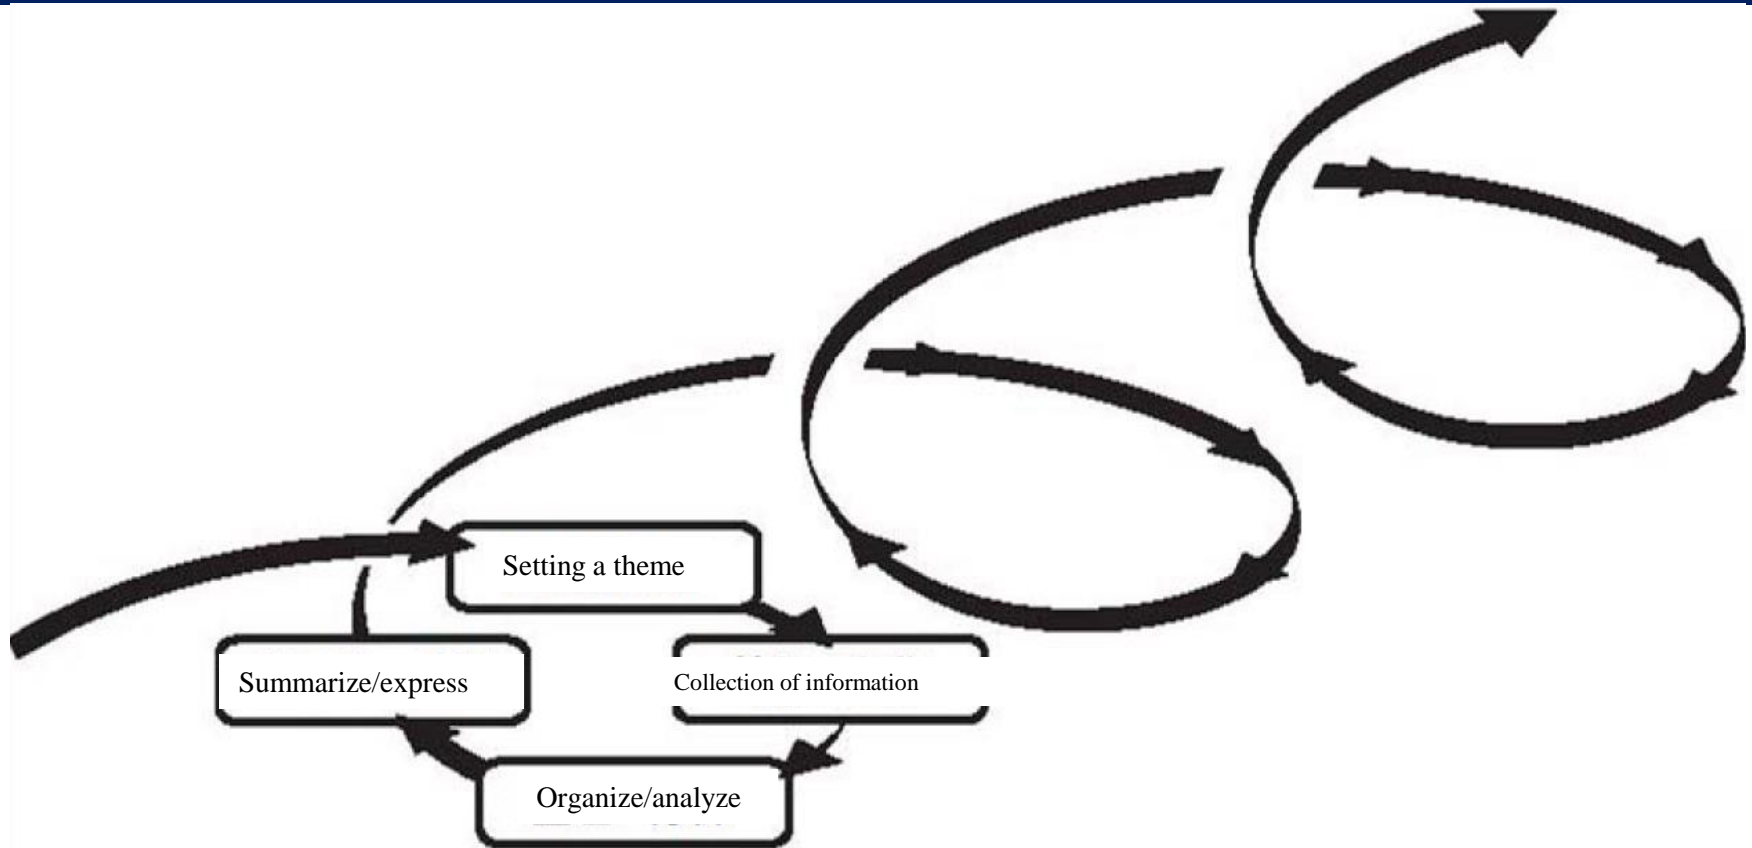 Setting a theme
Summarize/express
Collection of information
Organize/analyze